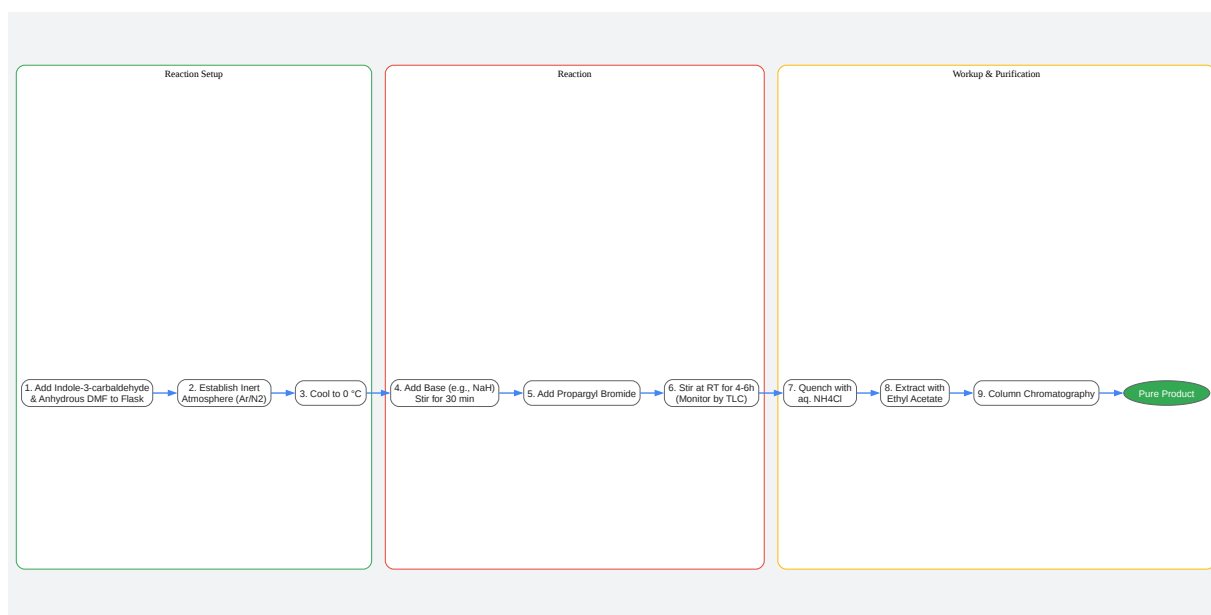 Reaction Setup
1. Add Indole-3-carbaldehyde
& Anhydrous DMF to Flask
2. Establish Inert
Atmosphere (Ar/N2)
3. Cool to 0 °C
Reaction
4. Add Base (e.g., NaH)
Stir for 30 min
5. Add Propargyl Bromide
6. Stir at RT for 4-6h
(Monitor by TLC)
Workup & Purification
7. Quench with
aq. NH4Cl
8. Extract with
Ethyl Acetate
9. Column Chromatography
Pure Product